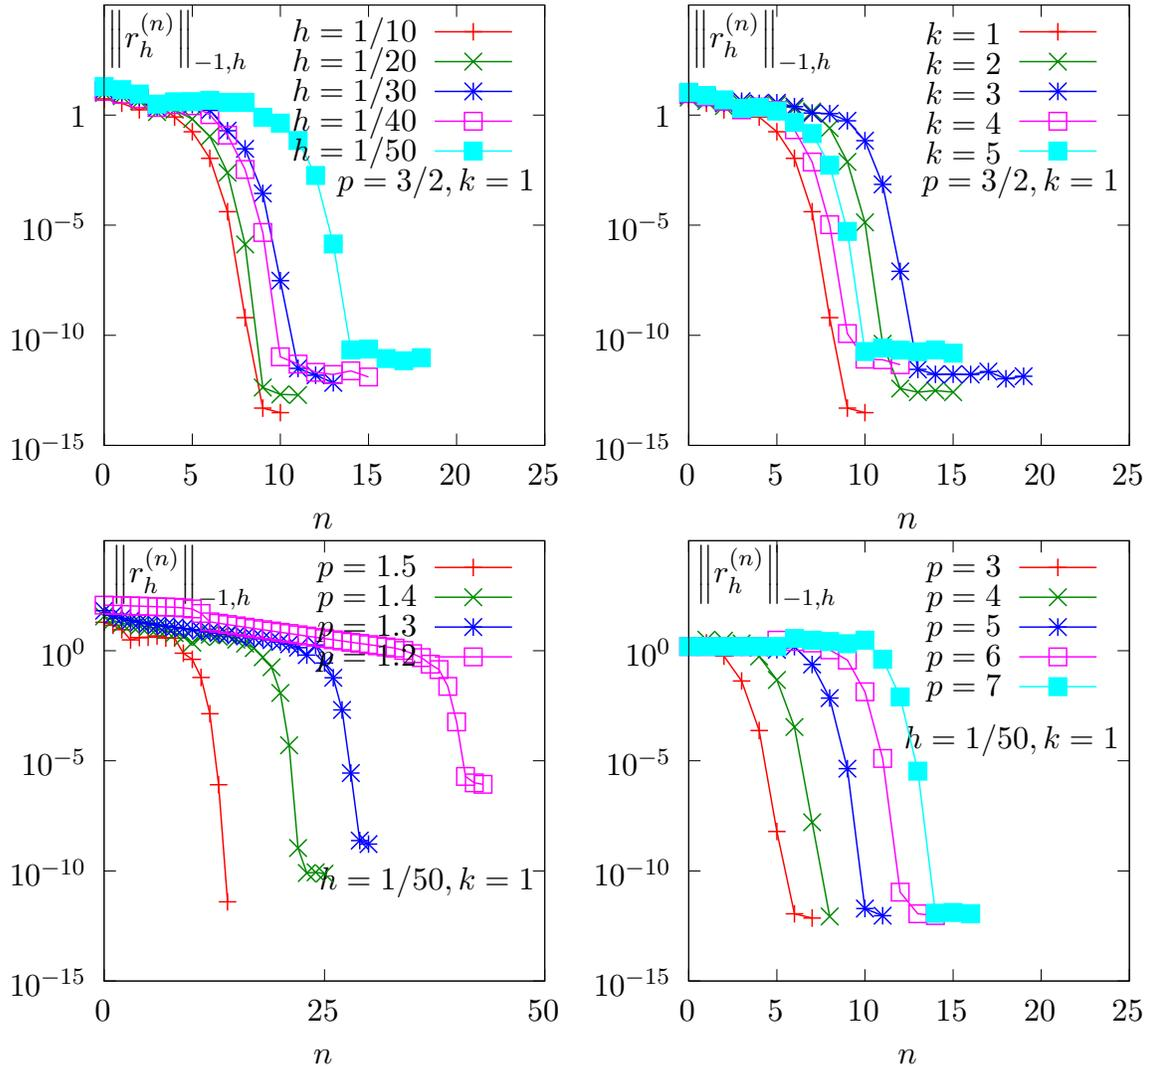 ||r_h^(n)||_−1,h
h = 1/10
h = 1/20
h = 1/30
h = 1/40
h = 1/50
p = 3/2, k = 1
1
10^−5
10^−10
10^−15
0 5 10 15 20 25
n
||r_h^(n)||_−1,h
k = 1
k = 2
k = 3
k = 4
k = 5
p = 3/2, k = 1
1
10^−5
10^−10
10^−15
0 5 10 15 20 25
n
||r_h^(n)||_−1,h
p = 1.5
p = 1.4
p = 1.3
p = 1.2
h = 1/50, k = 1
10^0
10^−5
10^−10
10^−15
0 25 50
n
||r_h^(n)||_−1,h
p = 3
p = 4
p = 5
p = 6
p = 7
h = 1/50, k = 1
10^0
10^−5
10^−10
10^−15
0 5 10 15 20 25
n